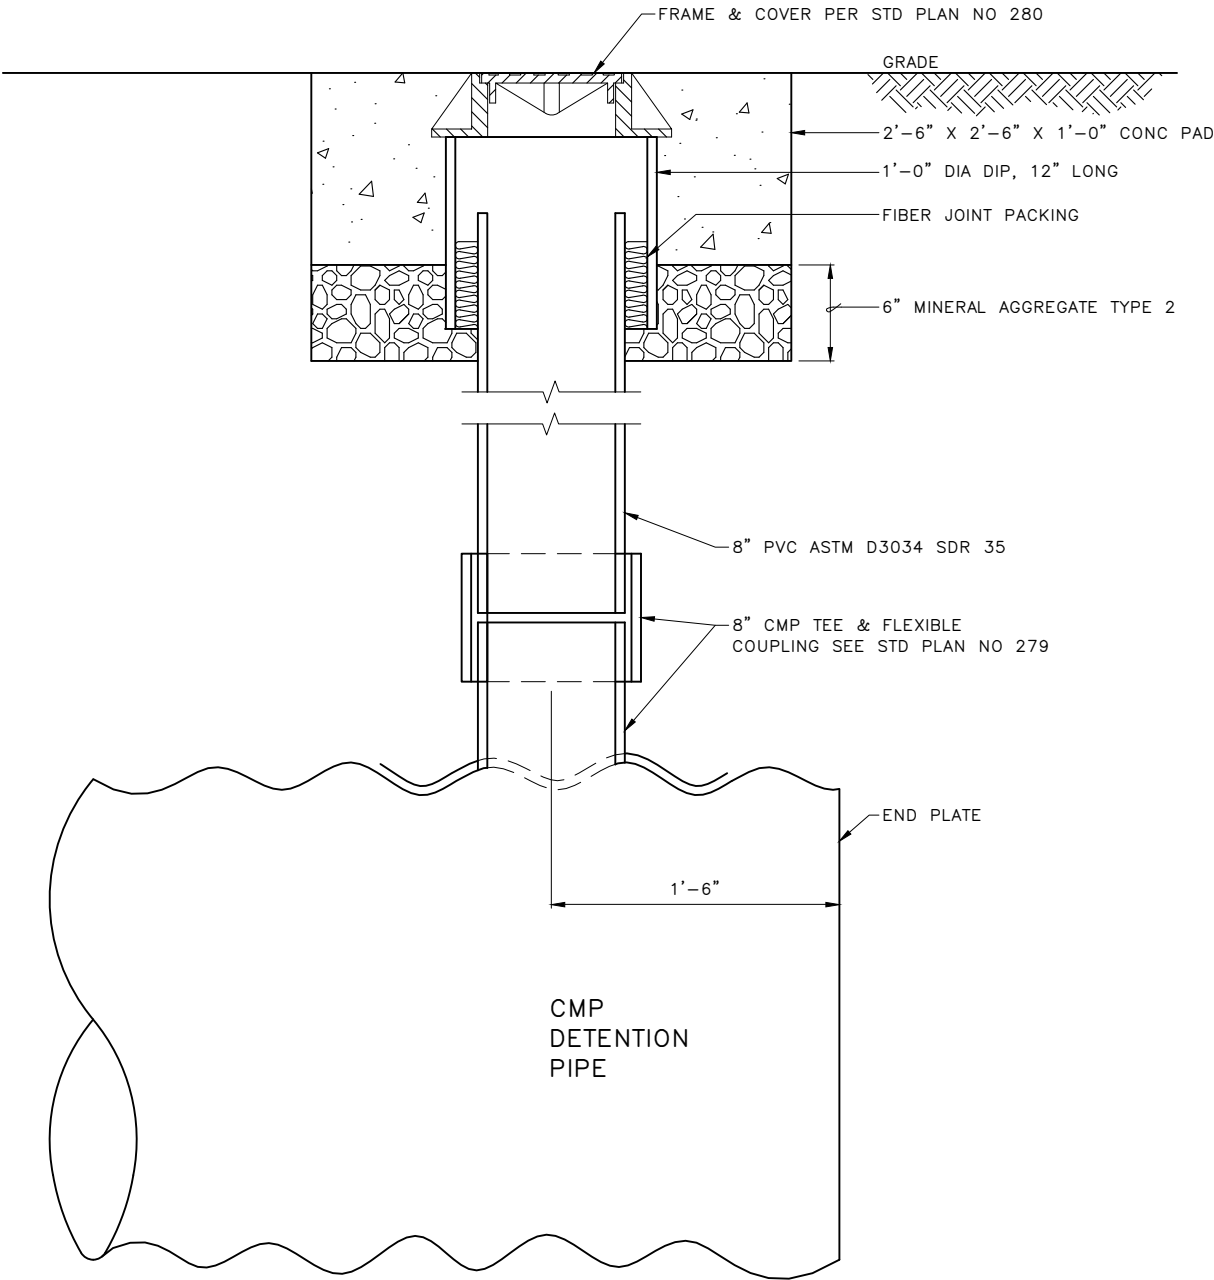 FRAME & COVER PER STD PLAN NO 280
GRADE
2'-6" X 2'-6" X 1'-0" CONC PAD
1'-0" DIA DIP, 12" LONG
FIBER JOINT PACKING
6" MINERAL AGGREGATE TYPE 2
8" PVC ASTM D3034 SDR 35
8" CMP TEE & FLEXIBLE
COUPLING SEE STD PLAN NO 279
END PLATE
1'-6"
CMP
DETENTION
PIPE